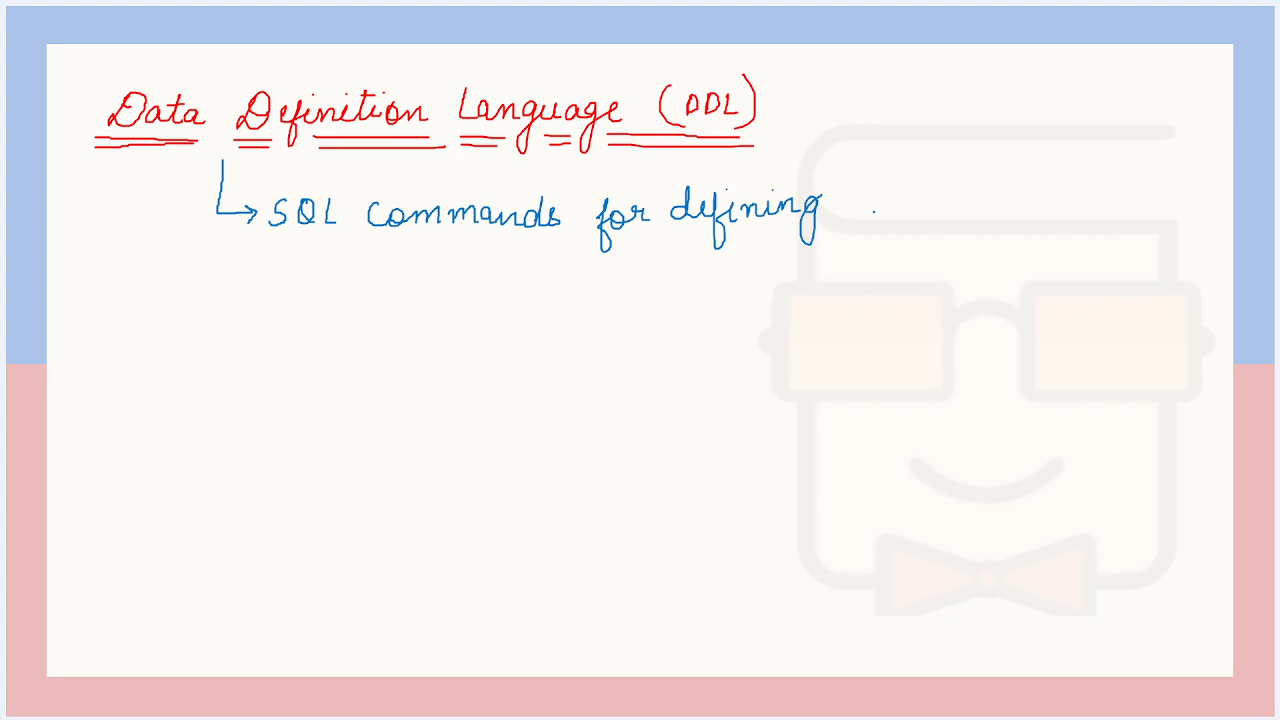 Data Definition Language (DDL)
SQL commands for defining